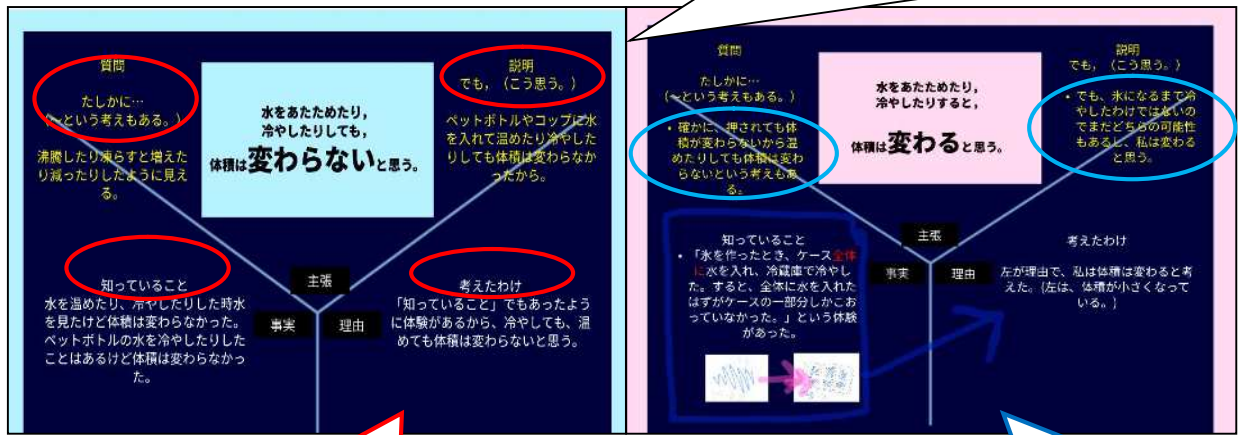 質問
たしかに…
(〜という考えもある。)
沸騰したり凍らすと増えた
り減ったりしたように見え
る。
水をあたためたり，
冷やしたりしても，
体積は変わらないと思う。
説明
でも，（こう思う。）
ペットボトルやコップに水
を入れて温めたり冷やした
りしても体積は変わらなか
ったから。
知っていること
水を温めたり、冷やしたりした時水
を見たけど体積は変わらなかった。
ペットボトルの水を冷やしたりした
ことはあるけど体積は変わらなかっ
た。
主張
事実
理由
考えたわけ
「知っていること」でもあったよう
に体験があるから、冷やしても、温
めても体積は変わらないと思う。
質問
たしかに…
(〜という考えもある。)
• 確かに、押されても体
積が変わらないから温
めたりしても体積は変わ
らないという考えもあ
る。
水をあたためたり，
冷やしたりすると，
体積は変わると思う。
説明
でも，（こう思う。）
• でも、氷になるまで冷
やしたわけではないの
でまだどちらの可能性
もあると、私は変わる
と思う。
知っていること
• 「氷を作ったとき、ケース全体
に水を入れ、冷蔵庫で冷やし
た。すると、全体に水を入れた
はずがケースの一部分しかこお
っていなかった。」という体験
があった。
主張
事実
理由
考えたわけ
左が理由で、私は体積は変わると考
えた。(左は、体積が小さくなって
いる。)